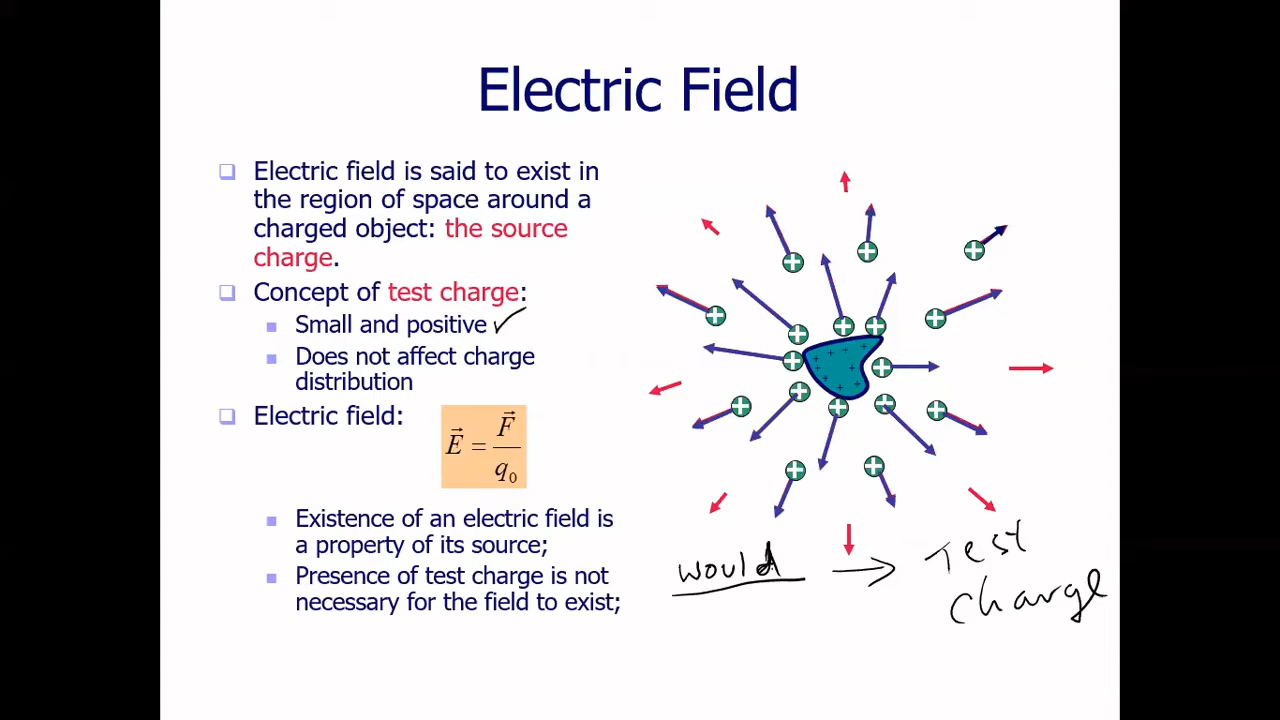 Electric Field
Electric field is said to exist in
the region of space around a
charged object: the source
charge.
Concept of test charge:
Small and positive ✓
Does not affect charge
distribution
Electric field:
E = F
q0
Existence of an electric field is
a property of its source;
Presence of test charge is not
necessary for the field to exist;
would → Test
charge